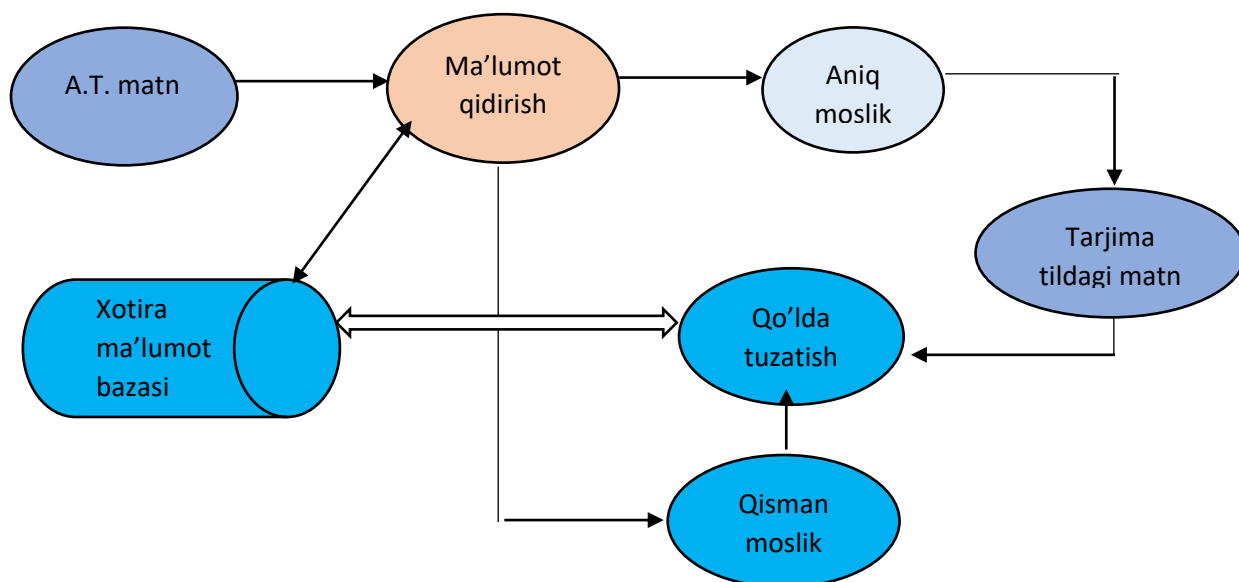 A.T. matn
Ma’lumot
qidirish
Aniq
moslik
Tarjima
tildagi matn
Xotira
ma’lumot
bazasi
Qo’lda
tuzatish
Qisman
moslik